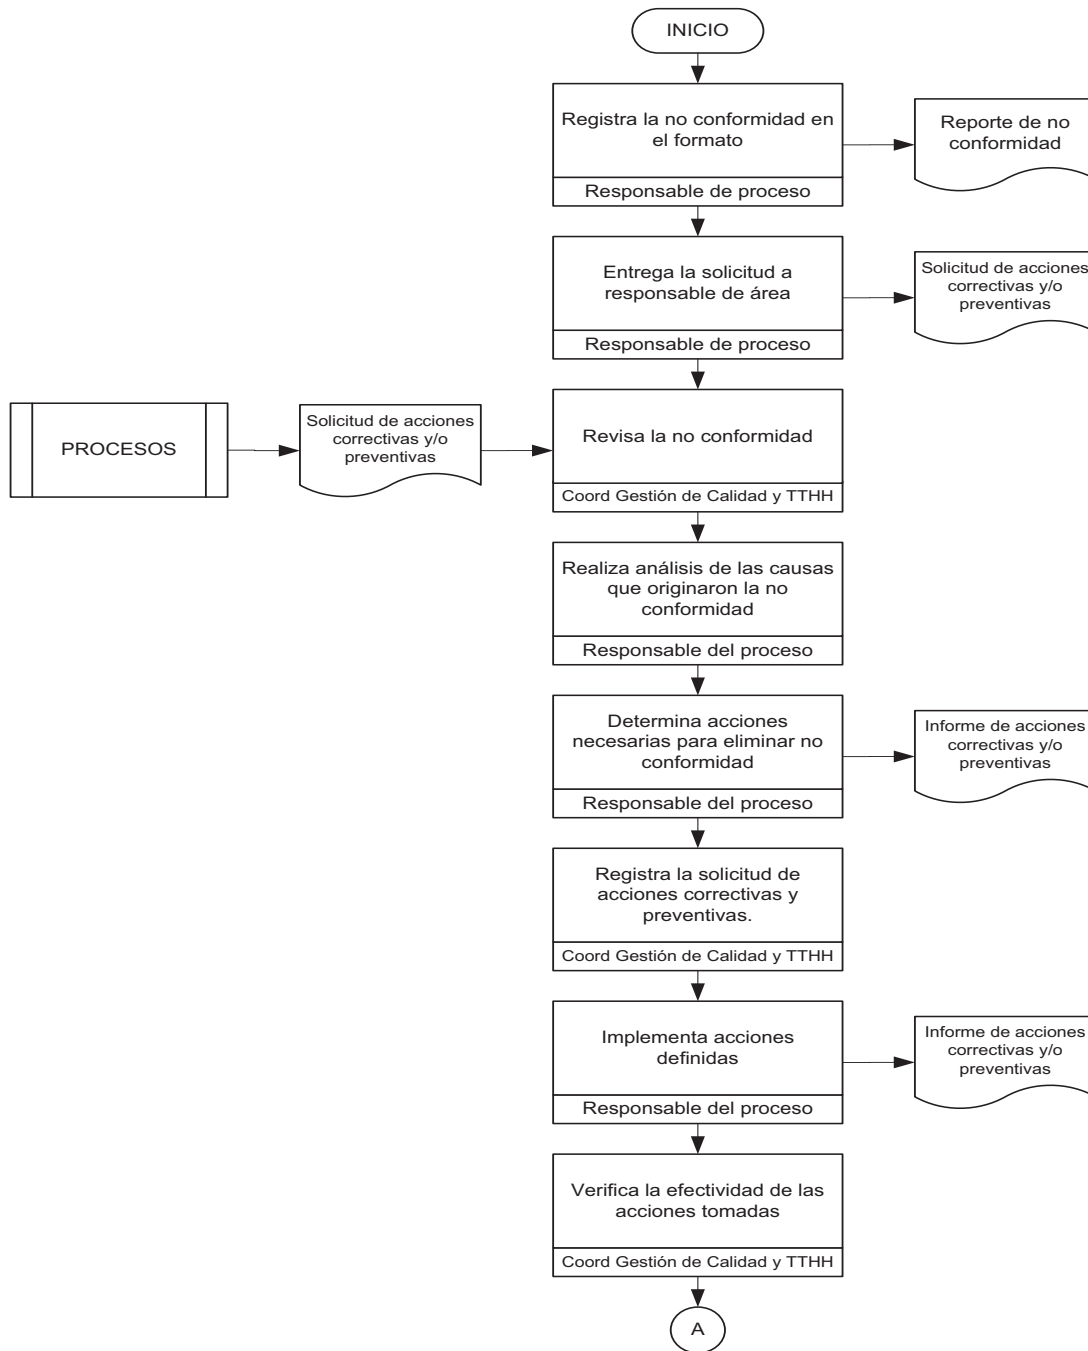 INICIO
Registra la no conformidad en
el formato
Responsable de proceso
Reporte de no
conformidad
Entrega la solicitud a
responsable de área
Responsable de proceso
Solicitud de acciones
correctivas y/o
preventivas
PROCESOS
Solicitud de acciones
correctivas y/o
preventivas
Revisa la no conformidad
Coord Gestión de Calidad y TTHH
Realiza análisis de las causas
que originaron la no
conformidad
Responsable del proceso
Determina acciones
necesarias para eliminar no
conformidad
Responsable del proceso
Informe de acciones
correctivas y/o
preventivas
Registra la solicitud de
acciones correctivas y
preventivas.
Coord Gestión de Calidad y TTHH
Implementa acciones
definidas
Responsable del proceso
Informe de acciones
correctivas y/o
preventivas
Verifica la efectividad de las
acciones tomadas
Coord Gestión de Calidad y TTHH
A